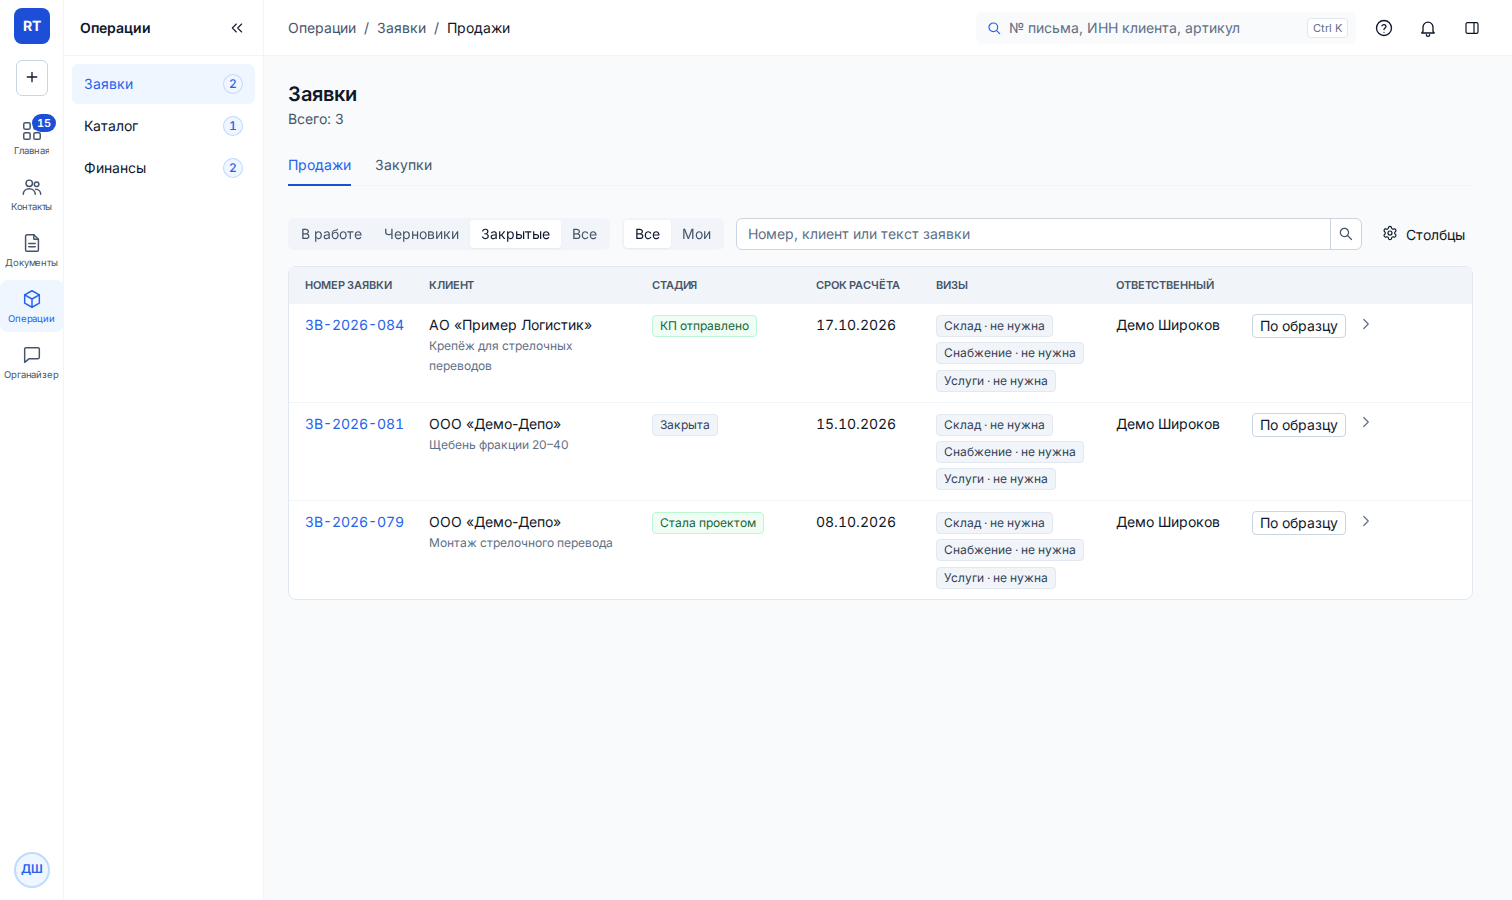 RT
Операции
Операции / Заявки / Продажи
№ письма, ИНН клиента, артикул
Ctrl K
15
Главная
Контакты
Документы
Операции
Органайзер
ДШ
Заявки 2
Каталог 1
Финансы 2
Заявки
Всего: 3
Продажи Закупки
В работе Черновики Закрытые Все Все Мои Номер, клиент или текст заявки Столбцы
НОМЕР ЗАЯВКИ КЛИЕНТ СТАДИЯ СРОК РАСЧЁТА ВИЗЫ ОТВЕТСТВЕННЫЙ
ЗВ-2026-084 АО «Пример Логистик» КП отправлено 17.10.2026 Склад · не нужна Демо Широков По образцу
Крепёж для стрелочных
переводов
Снабжение · не нужна
Услуги · не нужна
ЗВ-2026-081 ООО «Демо-Депо» Закрыта 15.10.2026 Склад · не нужна Демо Широков По образцу
Щебень фракции 20–40
Снабжение · не нужна
Услуги · не нужна
ЗВ-2026-079 ООО «Демо-Депо» Стала проектом 08.10.2026 Склад · не нужна Демо Широков По образцу
Монтаж стрелочного перевода
Снабжение · не нужна
Услуги · не нужна